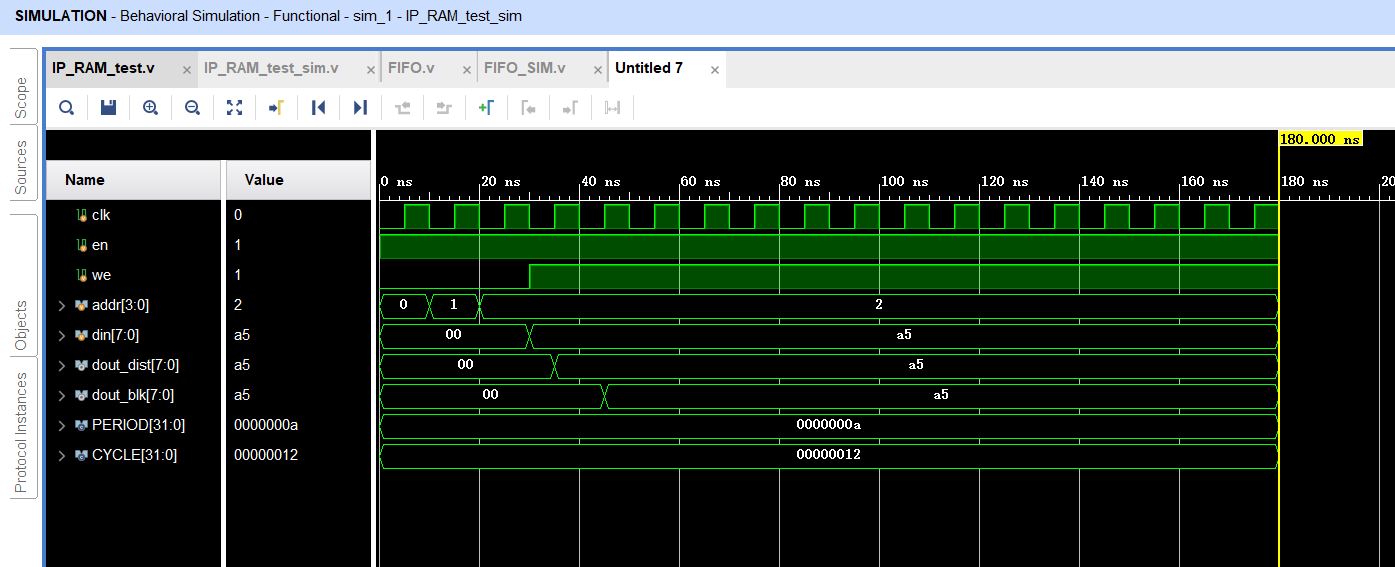 SIMULATION - Behavioral Simulation - Functional - sim_1 - IP_RAM_test_sim
IP_RAM_test.v × IP_RAM_test_sim.v × FIFO.v × FIFO_SIM.v × Untitled 7 ×
Scope
Sources
Objects
Protocol Instances
180.000 ns
Name Value 0 ns 20 ns 40 ns 60 ns 80 ns 100 ns 120 ns 140 ns 160 ns 180 ns 20
clk 0
en 1
we 1
addr[3:0] 2 0 1 2
din[7:0] a5 00 a5
dout_dist[7:0] a5 00 a5
dout_blk[7:0] a5 00 a5
PERIOD[31:0] 0000000a 0000000a
CYCLE[31:0] 00000012 00000012